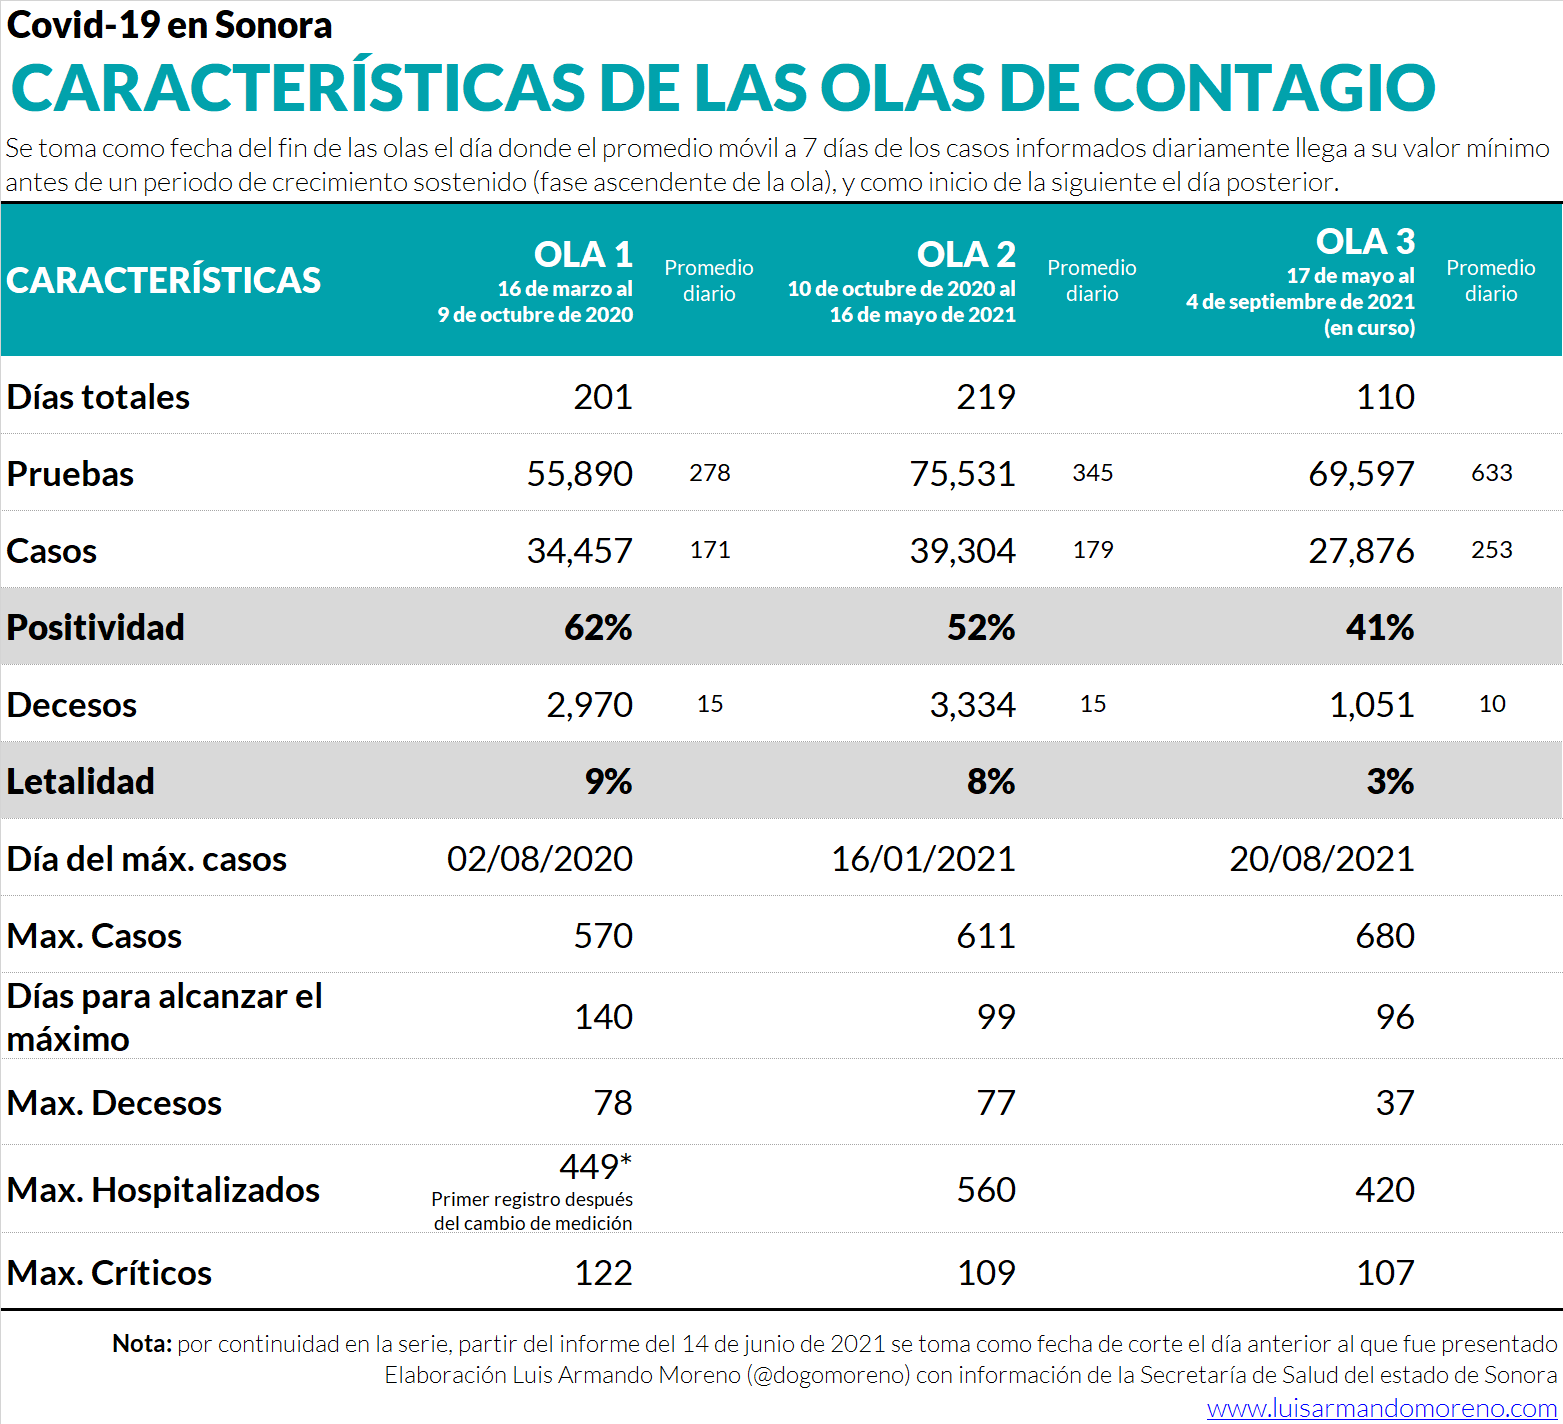 Covid-19 en Sonora
CARACTERÍSTICAS DE LAS OLAS DE CONTAGIO
Se toma como fecha del fin de las olas el día donde el promedio móvil a 7 días de los casos informados diariamente llega a su valor mínimo
antes de un periodo de crecimiento sostenido (fase ascendente de la ola), y como inicio de la siguiente el día posterior.
CARACTERÍSTICAS
OLA 1
16 de marzo al
9 de octubre de 2020
Promedio
diario
OLA 2
10 de octubre de 2020 al
16 de mayo de 2021
Promedio
diario
OLA 3
17 de mayo al
4 de septiembre de 2021
(en curso)
Promedio
diario
Días totales 201 219 110
Pruebas 55,890 278 75,531 345 69,597 633
Casos 34,457 171 39,304 179 27,876 253
Positividad 62% 52% 41%
Decesos 2,970 15 3,334 15 1,051 10
Letalidad 9% 8% 3%
Día del máx. casos 02/08/2020 16/01/2021 20/08/2021
Max. Casos 570 611 680
Días para alcanzar el
máximo 140 99 96
Max. Decesos 78 77 37
Max. Hospitalizados 449* 560 420
Primer registro después
del cambio de medición
Max. Críticos 122 109 107
Nota: por continuidad en la serie, partir del informe del 14 de junio de 2021 se toma como fecha de corte el día anterior al que fue presentado
Elaboración Luis Armando Moreno (@dogomoreno) con información de la Secretaría de Salud del estado de Sonora
www.luisarmandomoreno.com